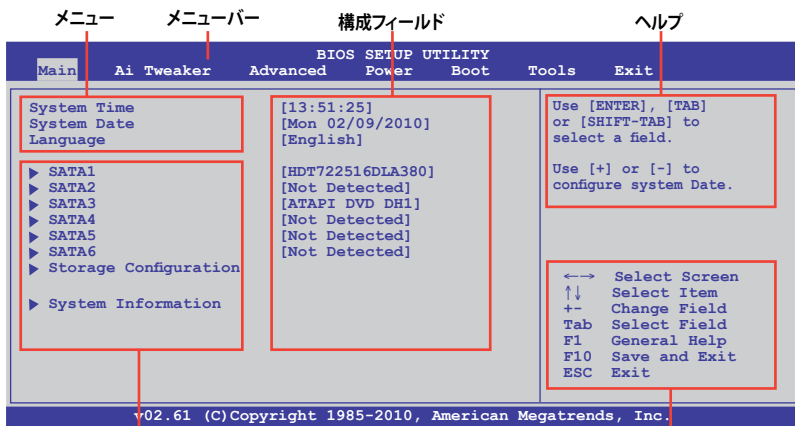 メニュー メニューバー 構成フィールド ヘルプ
BIOS SETUP UTILITY
Main Ai Tweaker Advanced Power Boot Tools Exit
System Time [13:51:25]
System Date [Mon 02/09/2010]
Language [English]
▶ SATA1 [HDT722516DLA380]
▶ SATA2 [Not Detected]
▶ SATA3 [ATAPI DVD DH1]
▶ SATA4 [Not Detected]
▶ SATA5 [Not Detected]
▶ SATA6 [Not Detected]
▶ Storage Configuration
▶ System Information
Use [ENTER], [TAB]
or [SHIFT-TAB] to
select a field.
Use [+] or [-] to
configure system Date.
←→ Select Screen
↑↓ Select Item
+- Change Field
Tab Select Field
F1 General Help
F10 Save and Exit
ESC Exit
v02.61 (C)Copyright 1985-2010, American Megatrends, Inc.